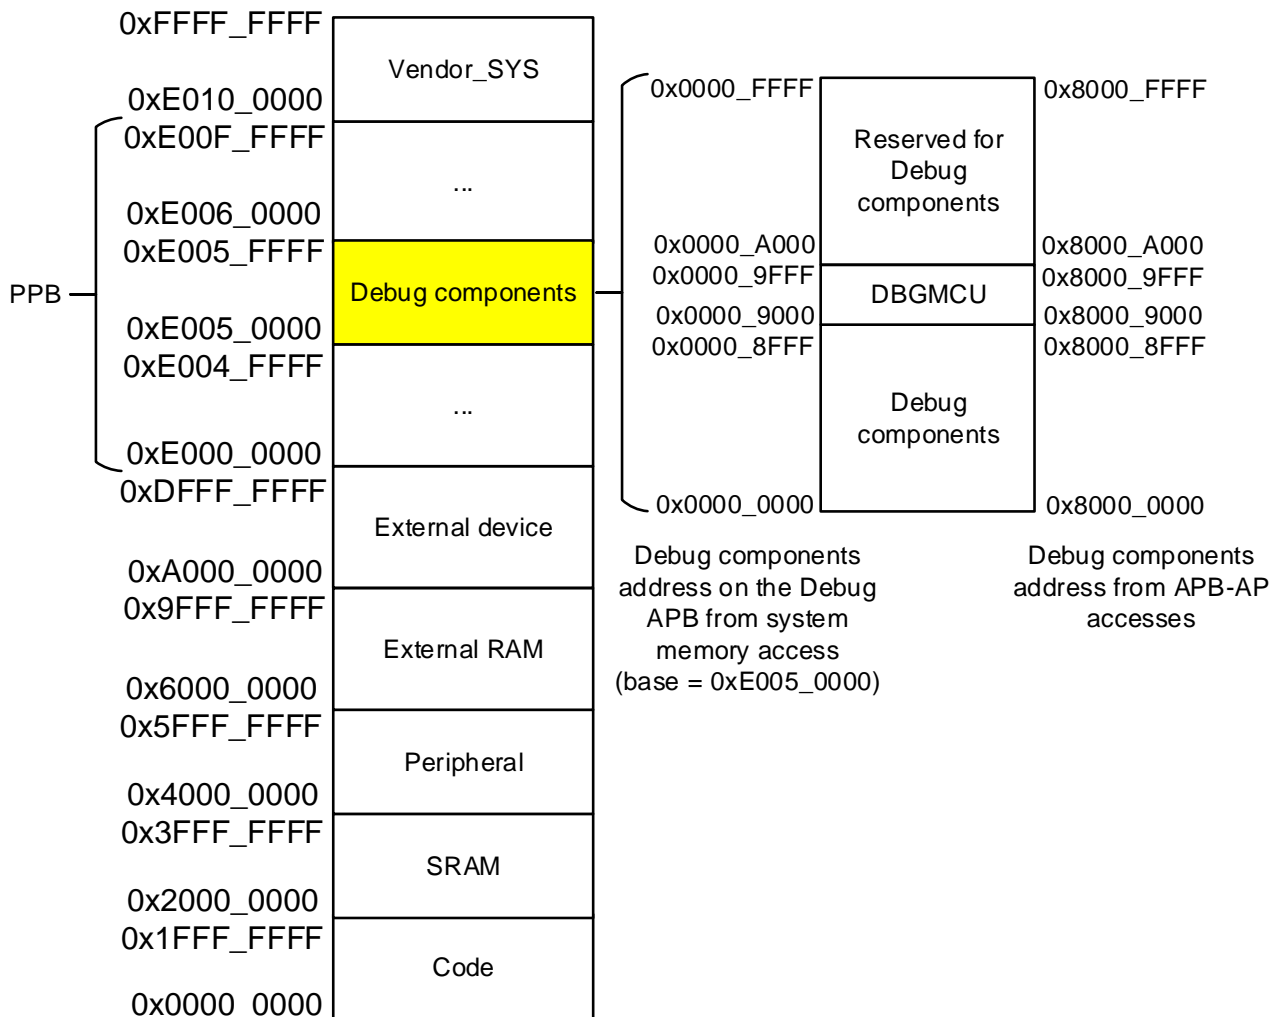 0xFFFF_FFFF
Vendor_SYS
0xE010_0000
0xE00F_FFFF
...
0xE006_0000
0xE005_FFFF
PPB
Debug components
0xE005_0000
0xE004_FFFF
...
0xE000_0000
0xDFFF_FFFF
External device
0xA000_0000
0x9FFF_FFFF
External RAM
0x6000_0000
0x5FFF_FFFF
Peripheral
0x4000_0000
0x3FFF_FFFF
SRAM
0x2000_0000
0x1FFF_FFFF
Code
0x0000_0000
0x0000_FFFF
0x8000_FFFF
Reserved for
Debug
components
0x0000_A000
0x8000_A000
0x0000_9FFF
0x8000_9FFF
DBGMCU
0x0000_9000
0x8000_9000
0x0000_8FFF
0x8000_8FFF
Debug
components
0x0000_0000
0x8000_0000
Debug components
address on the Debug
APB from system
memory access
(base = 0xE005_0000)
Debug components
address from APB-AP
accesses